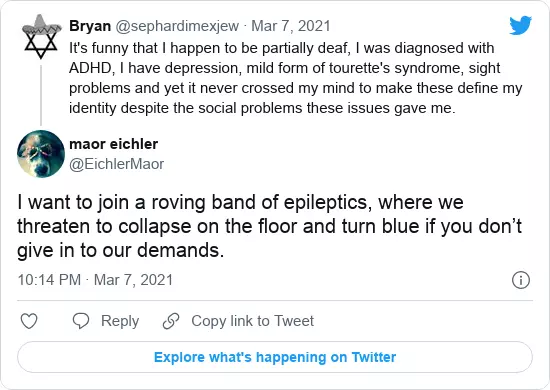 Bryan @sephardimexjew · Mar 7, 2021
It's funny that I happen to be partially deaf, I was diagnosed with
ADHD, I have depression, mild form of tourette's syndrome, sight
problems and yet it never crossed my mind to make these define my
identity despite the social problems these issues gave me.
maor eichler
@EichlerMaor
I want to join a roving band of epileptics, where we
threaten to collapse on the floor and turn blue if you don’t
give in to our demands.
10:14 PM · Mar 7, 2021
Reply Copy link to Tweet
Explore what's happening on Twitter